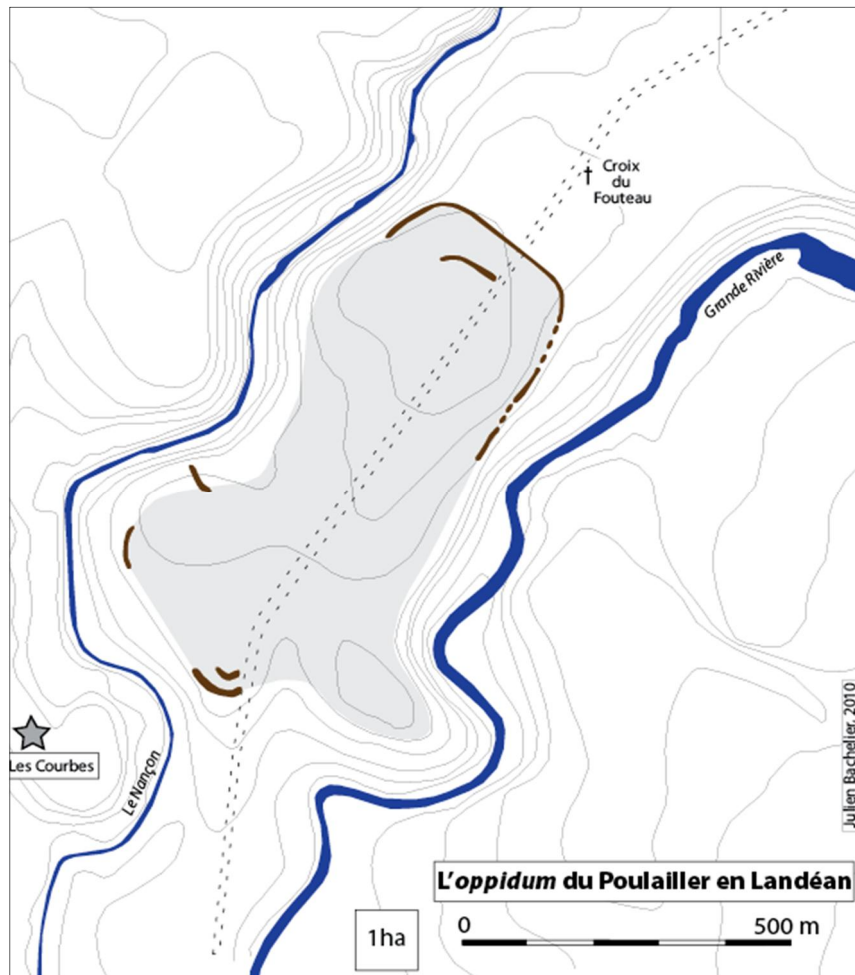 † Croix
du
Fouteau
Grande Rivière
Les Courbes
Le Nançon
Julien Bachelier, 2010
L'oppidum du Poulailler en Landéan
1ha
0 500 m